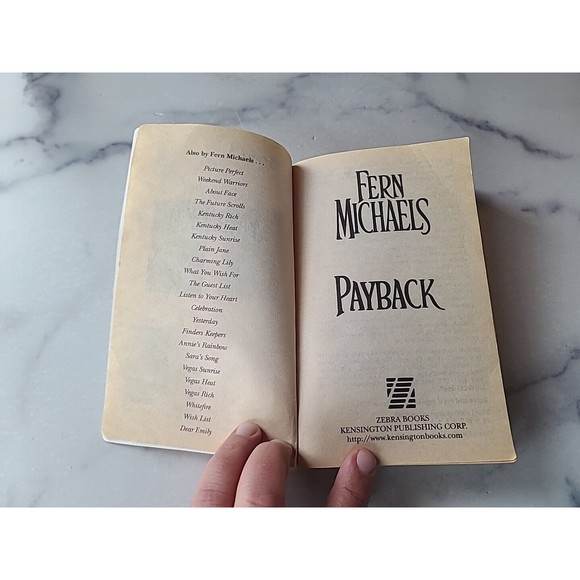 Also by Fern Michaels . . .
Picture Perfect
Weekend Warriors
About Face
The Future Scrolls
Kentucky Rich
Kentucky Heat
Kentucky Sunrise
Plain Jane
Charming Lily
What You Wish For
The Guest List
Listen to Your Heart
Celebration
Yesterday
Finders Keepers
Annie's Rainbow
Sara's Song
Vegas Sunrise
Vegas Heat
Vegas Rich
Whitefire
Wish List
Dear Emily
FERN
MICHAELS
PAYBACK
ZEBRA BOOKS
KENSINGTON PUBLISHING CORP.
http://www.kensingtonbooks.com